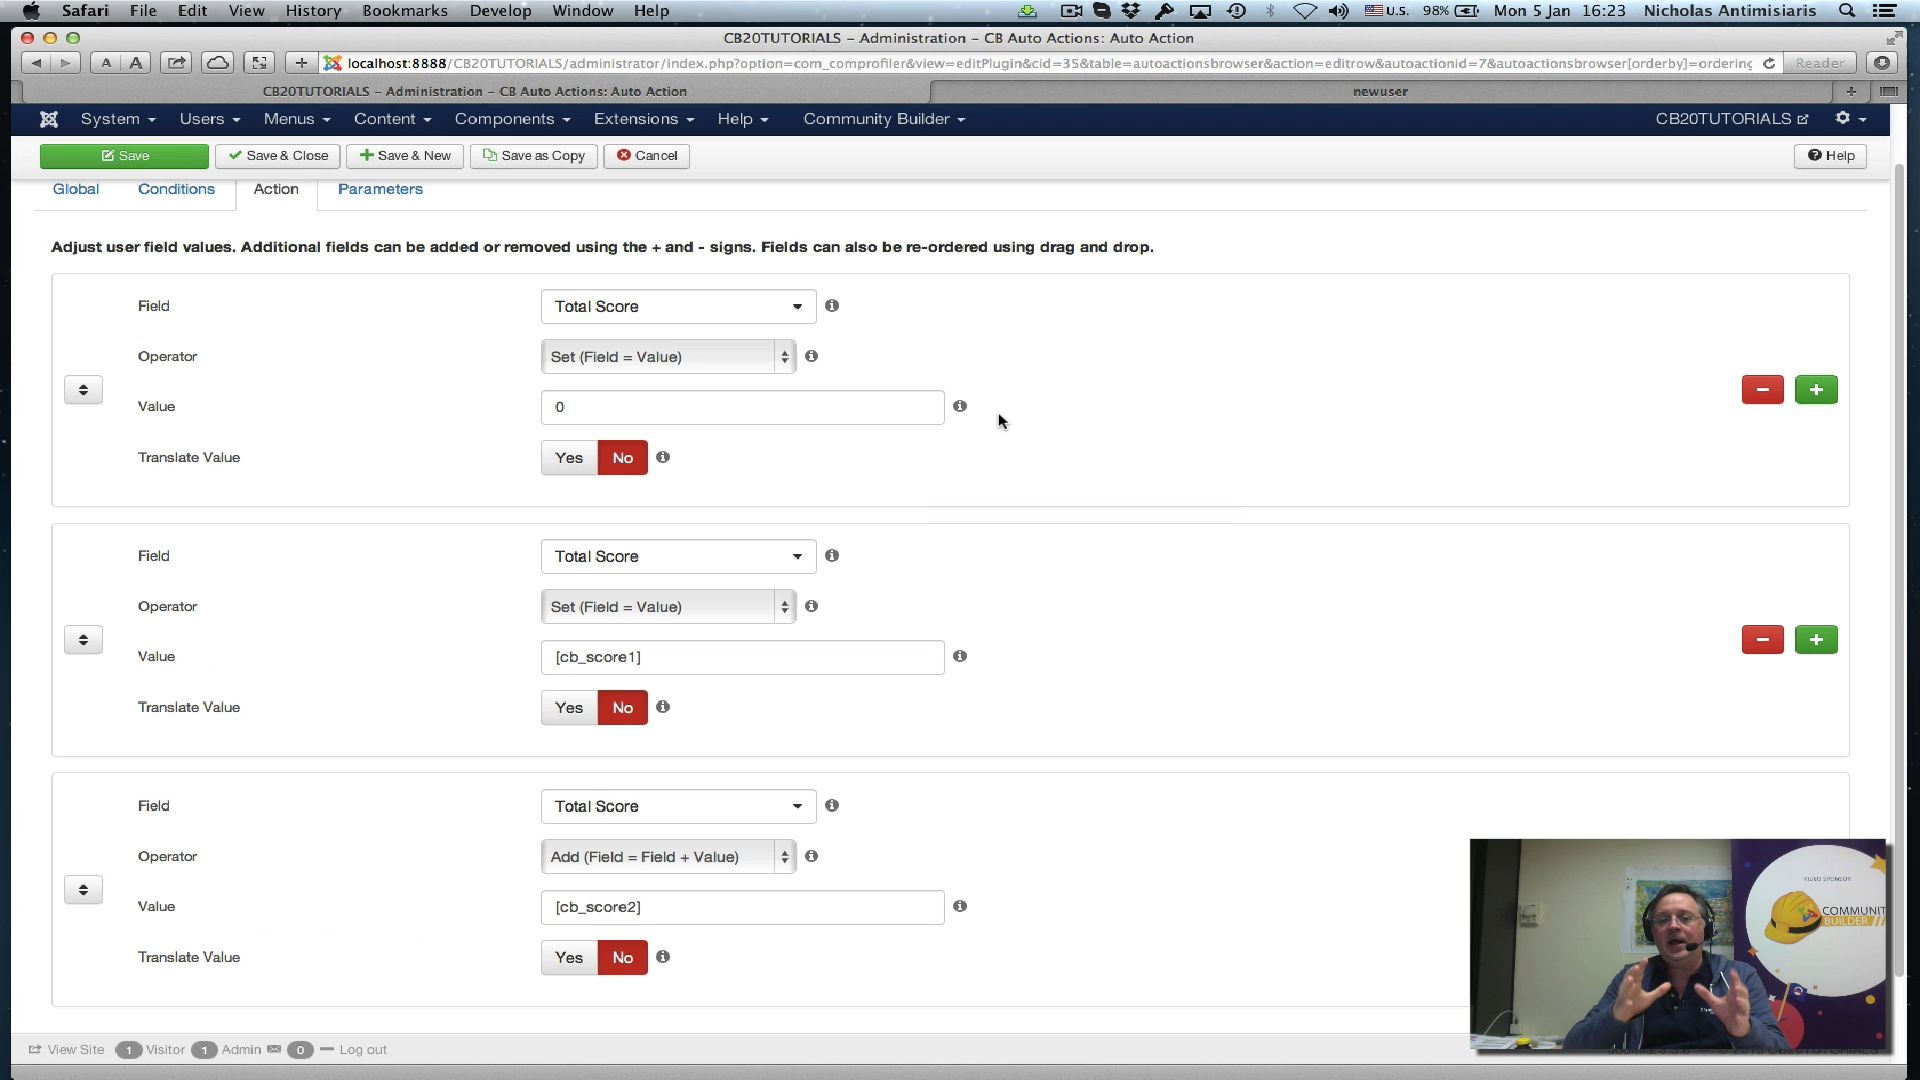 Safari File Edit View History Bookmarks Develop Window Help U.S. 98% Mon 5 Jan 16:23 Nicholas Antimisiaris
CB20TUTORIALS – Administration – CB Auto Actions: Auto Action
A A + localhost:8888/CB20TUTORIALS/administrator/index.php?option=com_comprofiler&view=editPlugin&cid=35&table=autoactionsbrowser&action=editrow&autoactionid=7&autoactionsbrowser[orderby]=ordering Reader
CB20TUTORIALS – Administration – CB Auto Actions: Auto Action newuser +
System Users Menus Content Components Extensions Help Community Builder CB20TUTORIALS
Save Save & Close Save & New Save as Copy Cancel Help
Global Conditions Action Parameters
Adjust user field values. Additional fields can be added or removed using the + and - signs. Fields can also be re-ordered using drag and drop.
Field Total Score
Operator Set (Field = Value)
Value 0
Translate Value Yes No
Field Total Score
Operator Set (Field = Value)
Value [cb_score1]
Translate Value Yes No
Field Total Score
Operator Add (Field = Field + Value)
Value [cb_score2]
Translate Value Yes No
VIDEO SPONSOR
COMMUNIT
BUILDER
View Site 1 Visitor 1 Admin 0 Log out